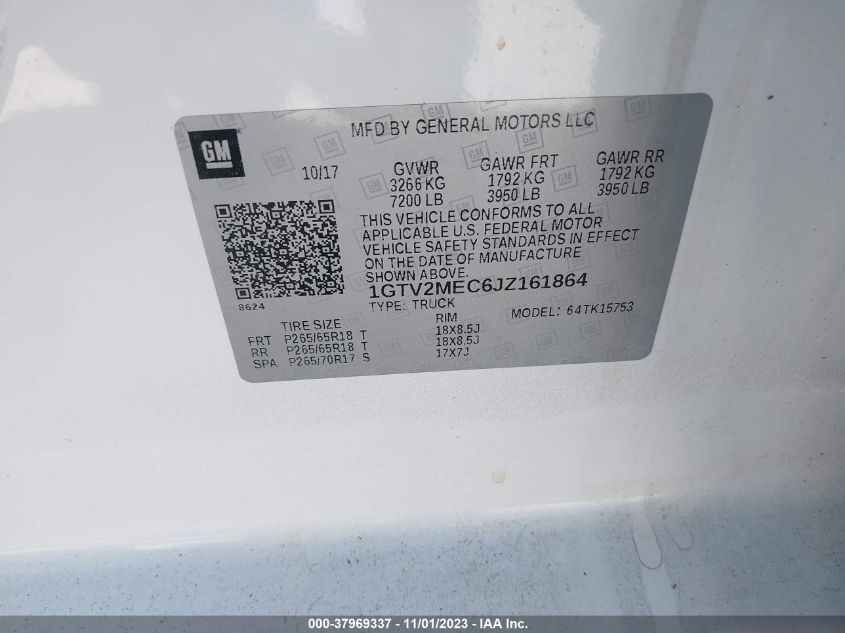 GM
MFD BY GENERAL MOTORS LLC
10/17
GVWR GAWR FRT GAWR RR
3266 KG 1792 KG 1792 KG
7200 LB 3950 LB 3950 LB
THIS VEHICLE CONFORMS TO ALL
APPLICABLE U.S. FEDERAL MOTOR
VEHICLE SAFETY STANDARDS IN EFFECT
ON THE DATE OF MANUFACTURE
SHOWN ABOVE.
8624
1GTV2MEC6JZ161864
TYPE: TRUCK MODEL: 64TK15753
TIRE SIZE RIM
FRT P265/65R18 T 18X8.5J
RR P265/65R18 T 18X8.5J
SPA P265/70R17 S 17X7J
000-37969337 - 11/01/2023 - IAA Inc.